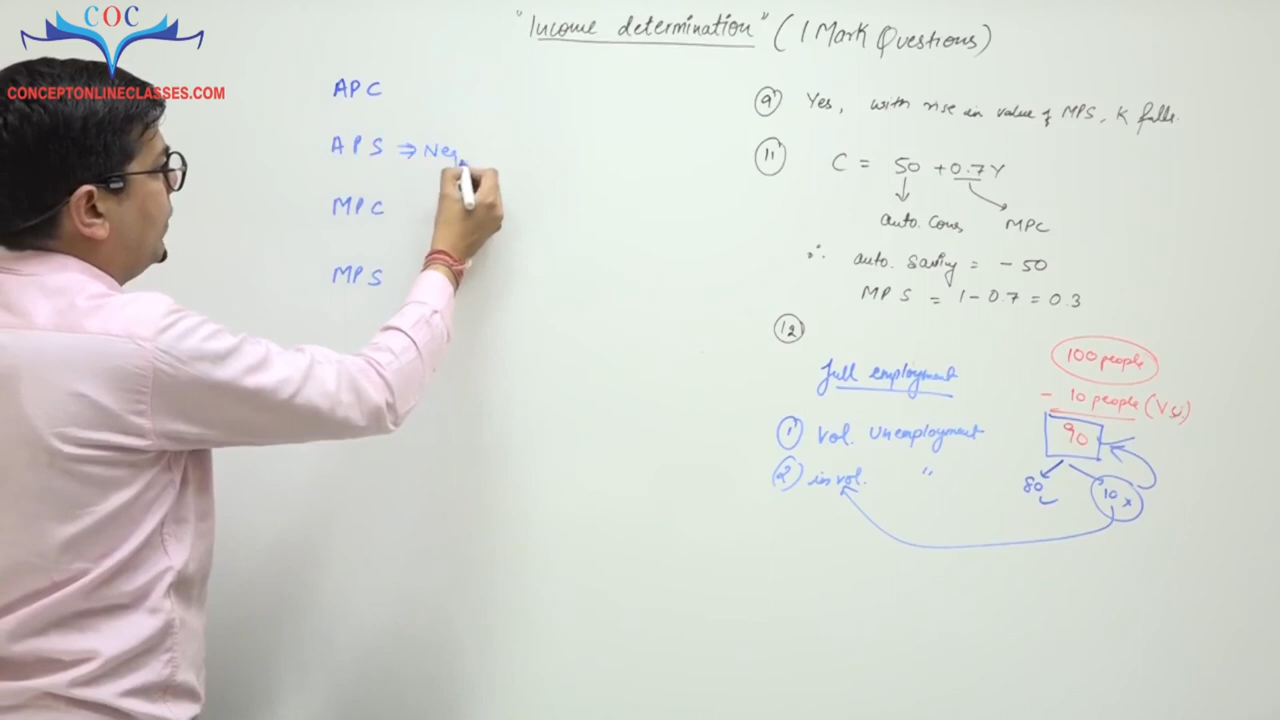 COC
CONCEPTONLINECLASSES.COM
"Income determination" (1 Mark Questions)
APC
APS ⇒ Neg
MPC
MPS
9 Yes, with rise in value of MPS, K falls.
11 C = 50 + 0.7Y
auto. Cons, MPC
∴ auto. Saving = - 50
MPS = 1 - 0.7 = 0.3
12
full employment
1 Vol. Unemployment
2 invol. "
100 people
- 10 people (V.U.)
90
80
10 x